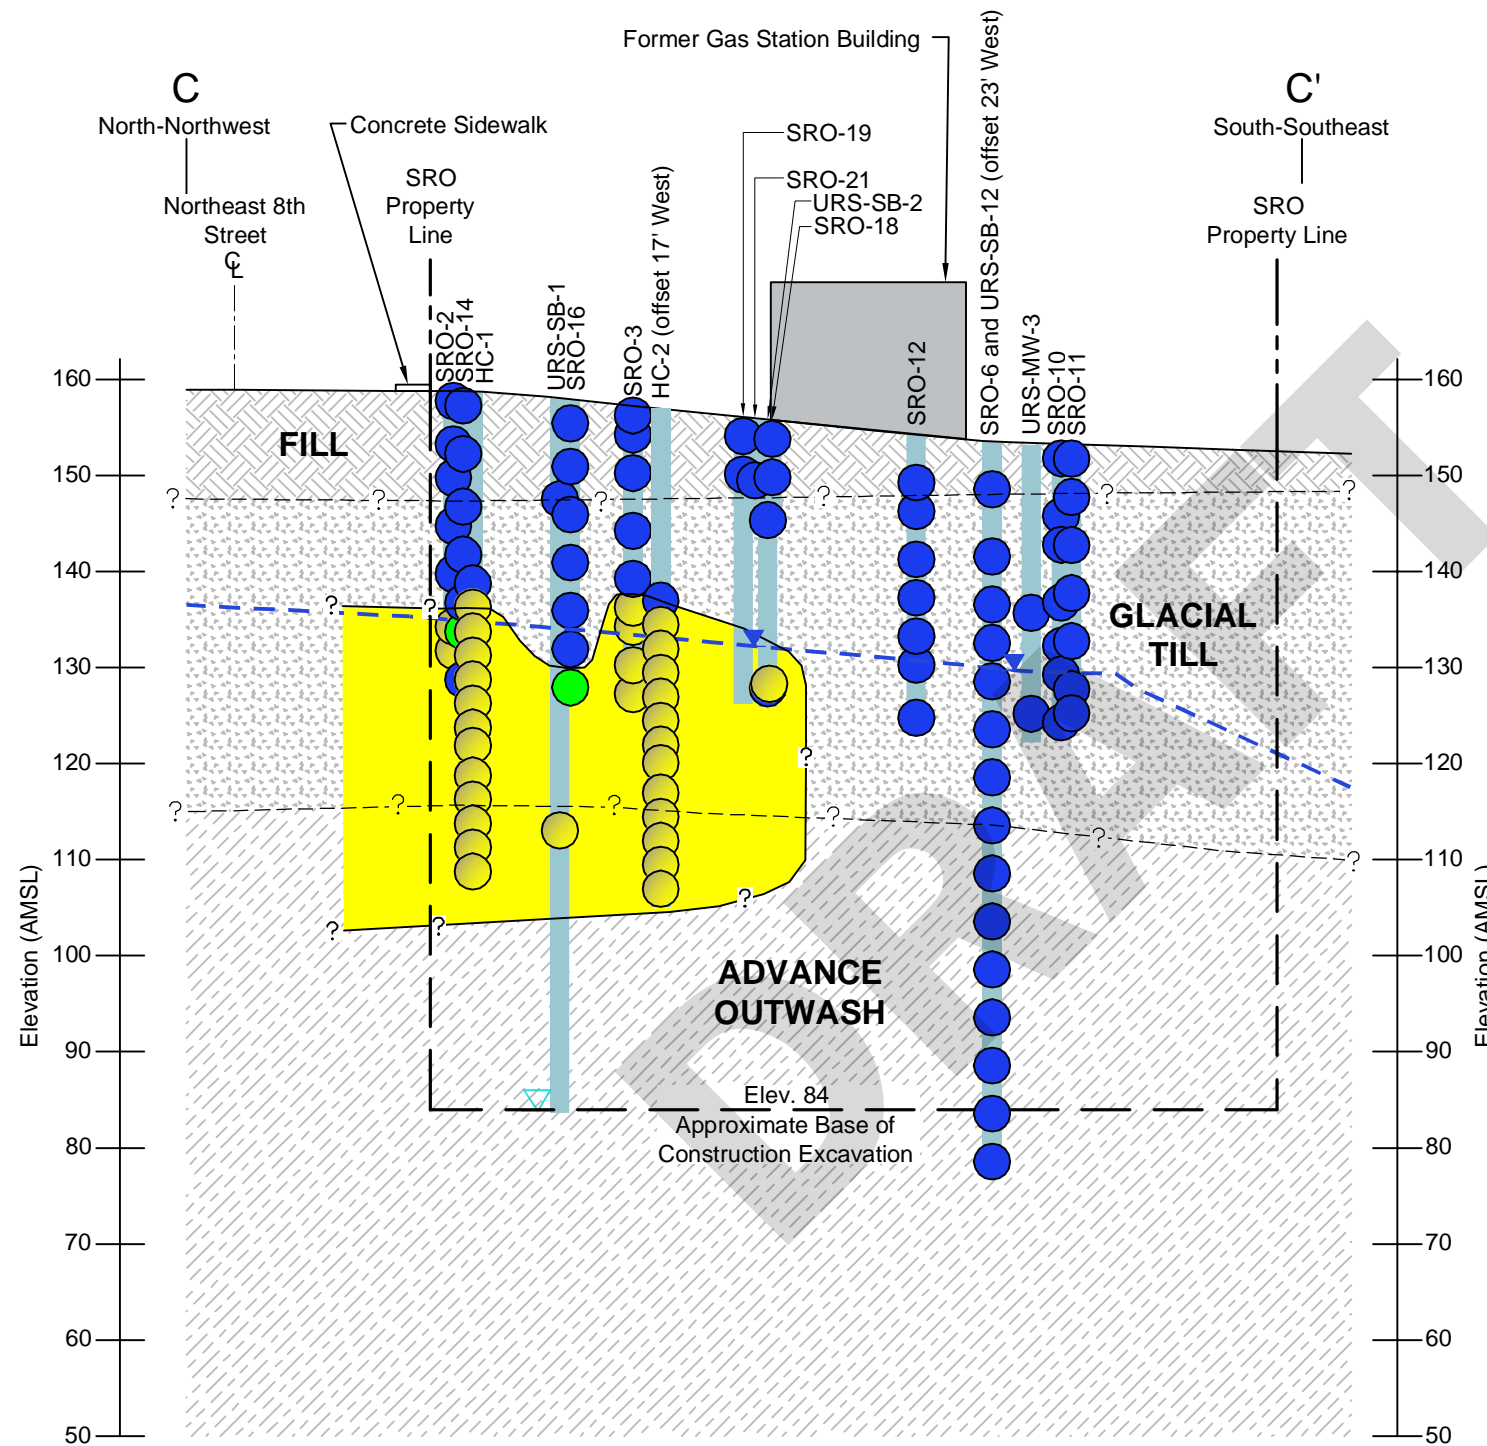 Former Gas Station Building
C
North-Northwest
C'
South-Southeast
Concrete Sidewalk
SRO
Property
Line
Northeast 8th
Street
CL
SRO-19
SRO-21
URS-SB-2
SRO-18
SRO
Property Line
SRO-2
SRO-14
HC-1
URS-SB-1
SRO-16
SRO-3
HC-2 (offset 17' West)
SRO-12
SRO-6 and URS-SB-12 (offset 23' West)
URS-MW-3
SRO-10
SRO-11
160
160
FILL
150
150
? ? ? ? ? ?
140
140
? ?
GLACIAL
TILL
130
130
?
120
120
? ? ? ? ? ?
110
110
?
? ?
100
100
ADVANCE
OUTWASH
Elevation (AMSL)
Elevation (AMSL)
90
90
Elev. 84
Approximate Base of
Construction Excavation
80
80
70
70
60
60
50
50
DRAFT